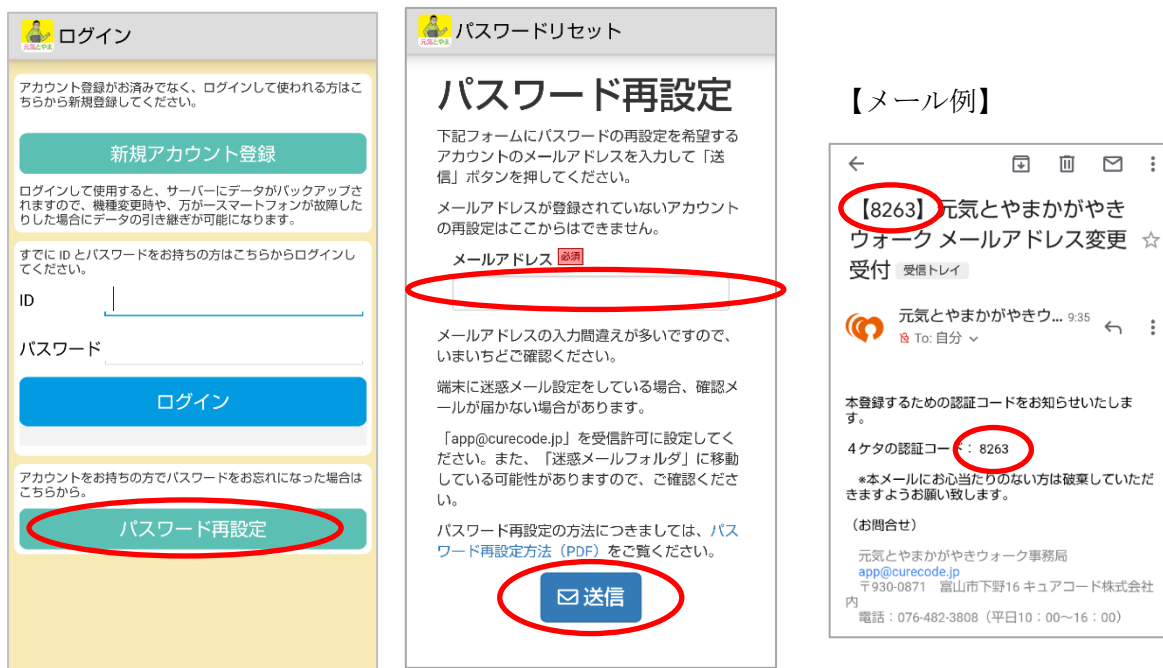 元気とやま
ログイン
アカウント登録がお済みでなく、ログインして使われる方はこ
ちらから新規登録してください。
新規アカウント登録
ログインして使用すると、サーバーにデータがバックアップさ
れますので、機種変更時や、万が一スマートフォンが故障した
りした場合にデータの引き継ぎが可能になります。
すでに ID とパスワードをお持ちの方はこちらからログインし
てください。
ID
パスワード
ログイン
アカウントをお持ちの方でパスワードをお忘れになった場合は
こちらから。
パスワード再設定
元気とやま
パスワードリセット
パスワード再設定
下記フォームにパスワードの再設定を希望する
アカウントのメールアドレスを入力して「送
信」ボタンを押してください。
メールアドレスが登録されていないアカウント
の再設定はここからはできません。
メールアドレス 必須
メールアドレスの入力間違えが多いですので、
いまいちどご確認ください。
端末に迷惑メール設定をしている場合、確認メ
ールが届かない場合があります。
「app@curecode.jp」を受信許可に設定してく
ださい。また、「迷惑メールフォルダ」に移動
している可能性がありますので、ご確認くださ
い。
パスワード再設定の方法につきましては、パス
ワード再設定方法（PDF）をご覧ください。
送信
【メール例】
【8263】元気とやまかがやき
ウォーク メールアドレス変更
受付 受信トレイ
元気とやまかがやきウ... 9:35
To: 自分
本登録するための認証コードをお知らせいたしま
す。
４ケタの認証コード： 8263
*本メールにお心当たりのない方は破棄していただ
きますようお願い致します。
（お問合せ）
元気とやまかがやきウォーク事務局
app@curecode.jp
〒930-0871 富山市下野16 キュアコード株式会社
内
電話：076-482-3808（平日10：00〜16：00）